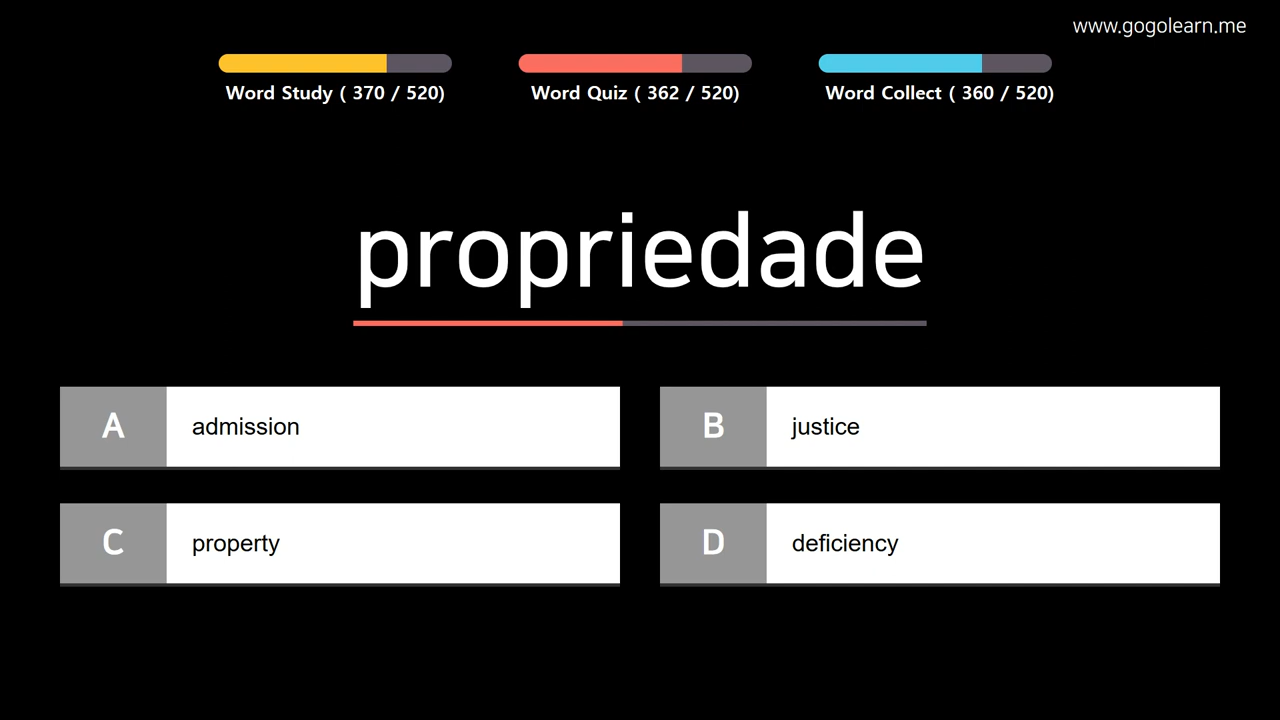 www.gogolearn.me
Word Study ( 370 / 520)
Word Quiz ( 362 / 520)
Word Collect ( 360 / 520)
propriedade
A admission
B justice
C property
D deficiency